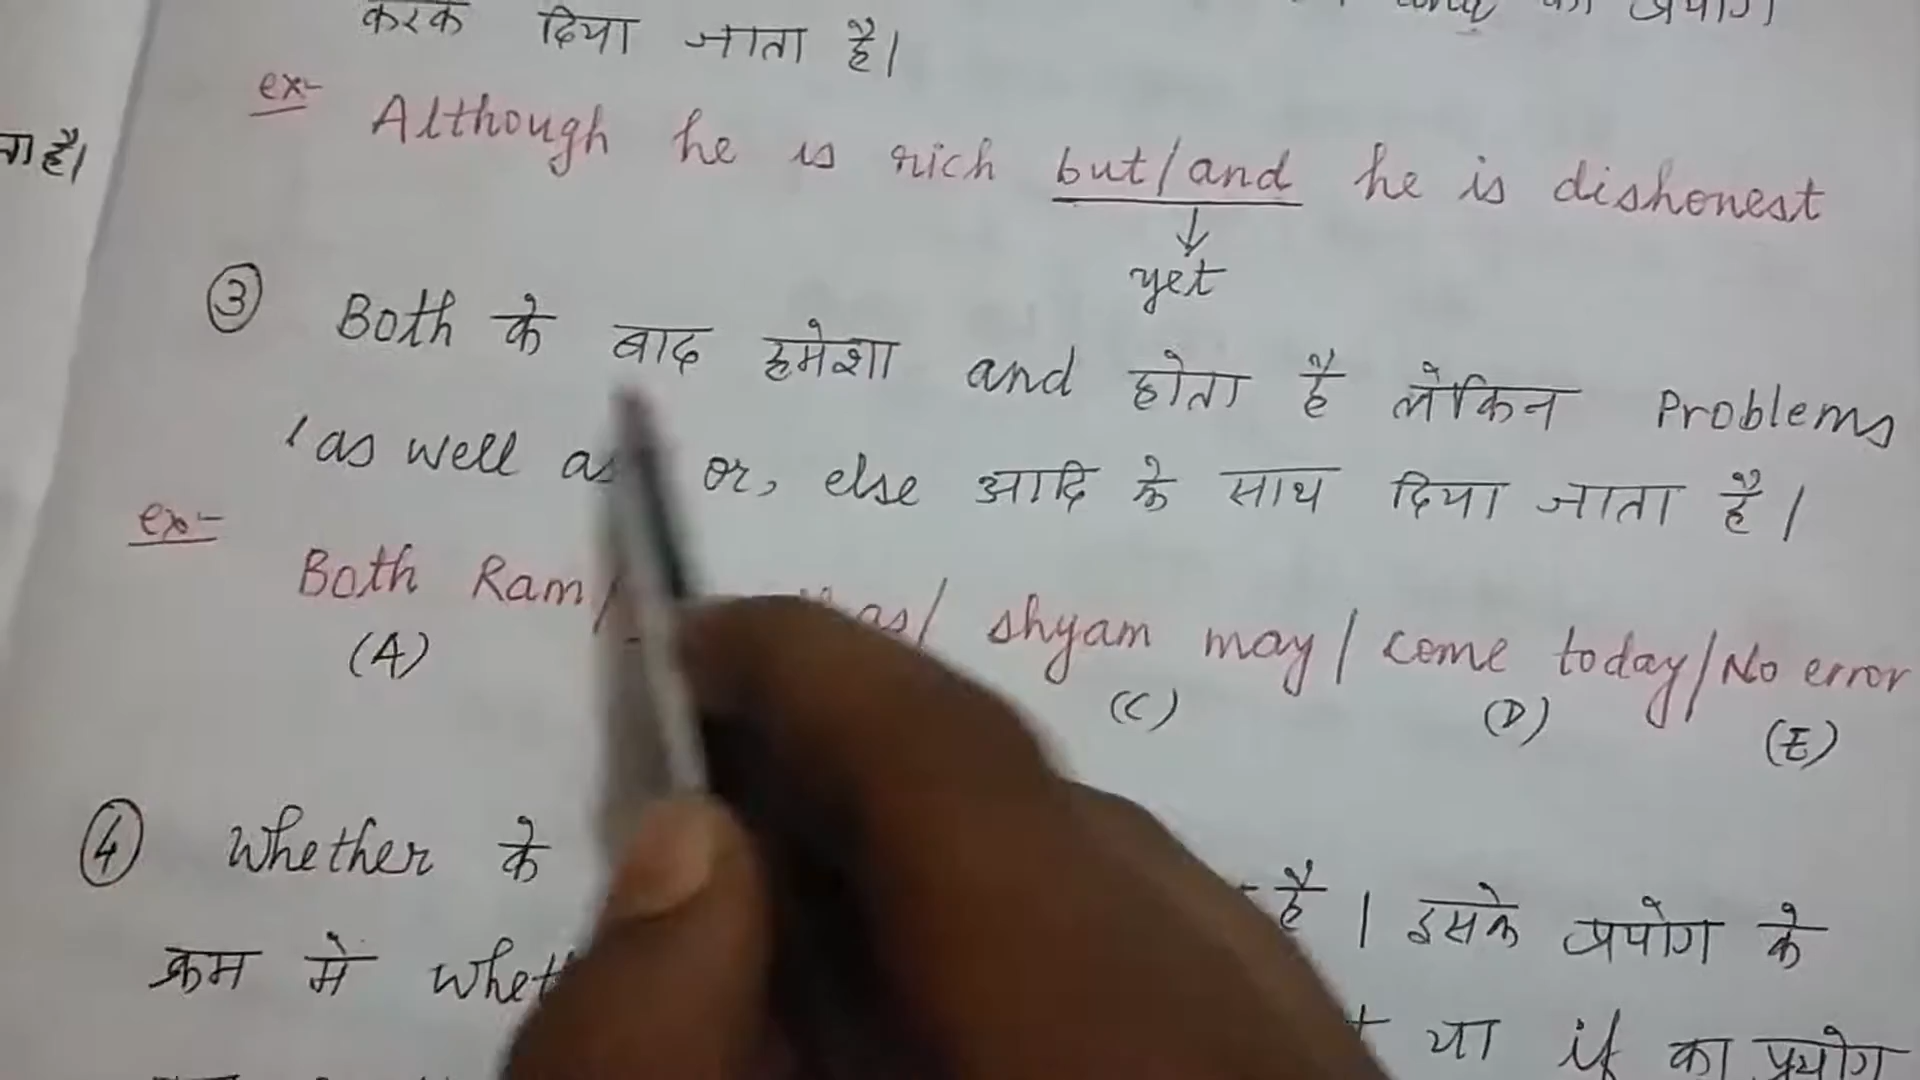 करके दिया जाता है। का प्रयोग
ता है।
ex- Although he is rich but/and he is dishonest
yet
③ Both के बाद हमेशा and होता है लेकिन Problems
as well as or, else आदि के साथ दिया जाता है।
ex:- Both Ram/ as/ shyam may/ come today/No error
(A) (C) (D) (E)
④ Whether के है। इसके प्रयोग के
क्रम मे या if का प्रयोग